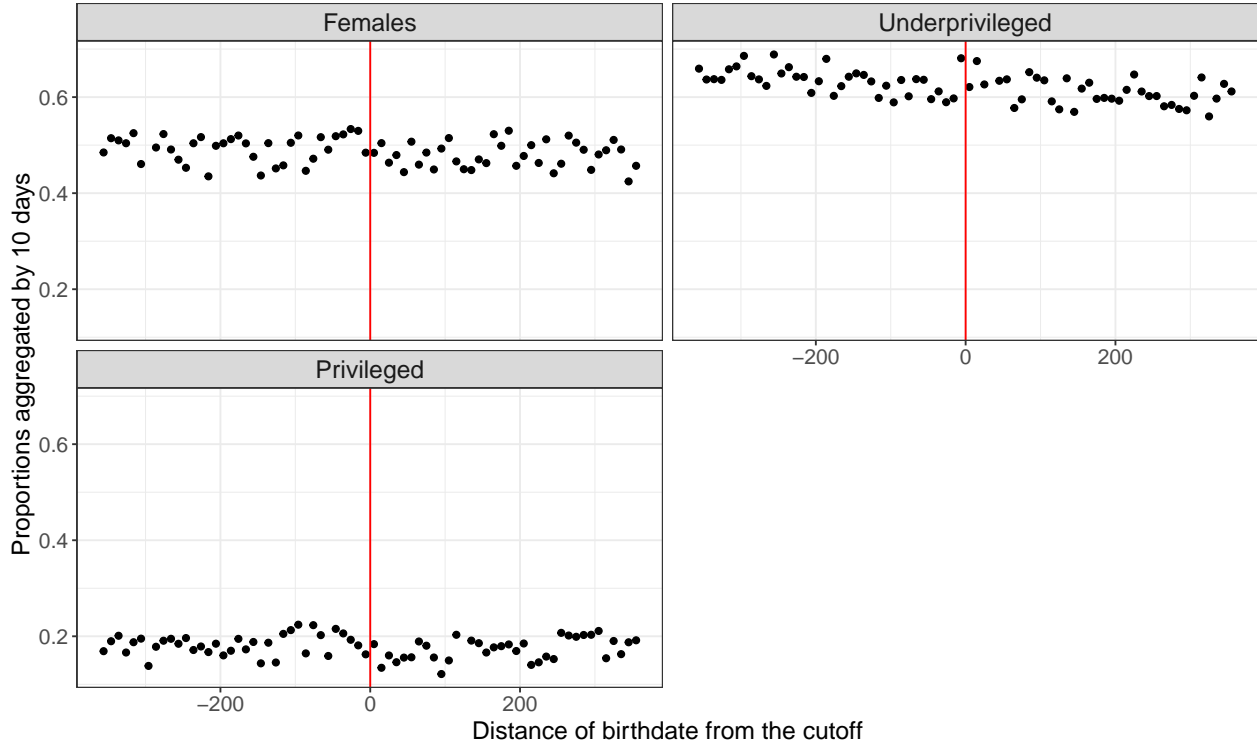 Females
Underprivileged
0.6
0.4
0.2
−200 0 200
Privileged
0.6
0.4
0.2
−200 0 200
Distance of birthdate from the cutoff
Proportions aggregated by 10 days